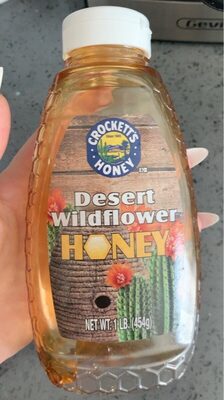 CROCKETT'S
HONEY
Desert
Wildflower
HONEY
NET. WT. 1 LB. (454g)